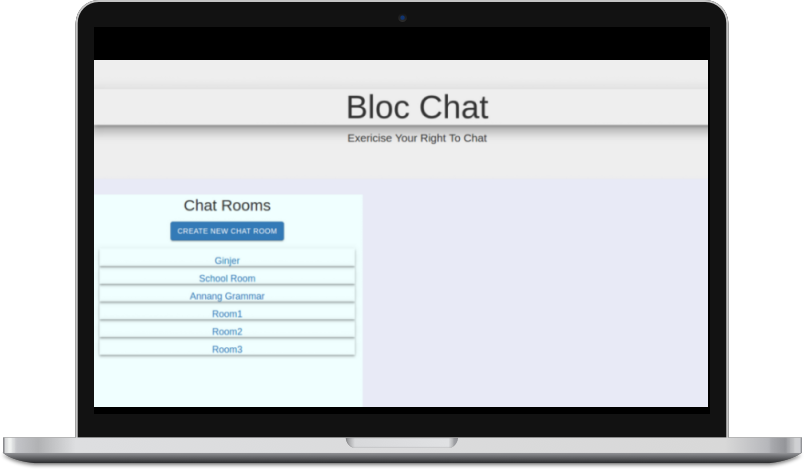 Bloc Chat
Exericise Your Right To Chat
Chat Rooms
CREATE NEW CHAT ROOM
Ginjer
School Room
Annang Grammar
Room1
Room2
Room3